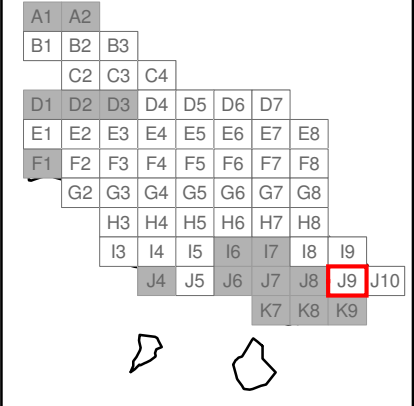 A1 A2
B1 B2 B3
C2 C3 C4
D1 D2 D3 D4 D5 D6 D7
E1 E2 E3 E4 E5 E6 E7 E8
F1 F2 F3 F4 F5 F6 F7 F8
G2 G3 G4 G5 G6 G7 G8
H3 H4 H5 H6 H7 H8
I3 I4 I5 I6 I7 I8 I9
J4 J5 J6 J7 J8 J9 J10
K7 K8 K9